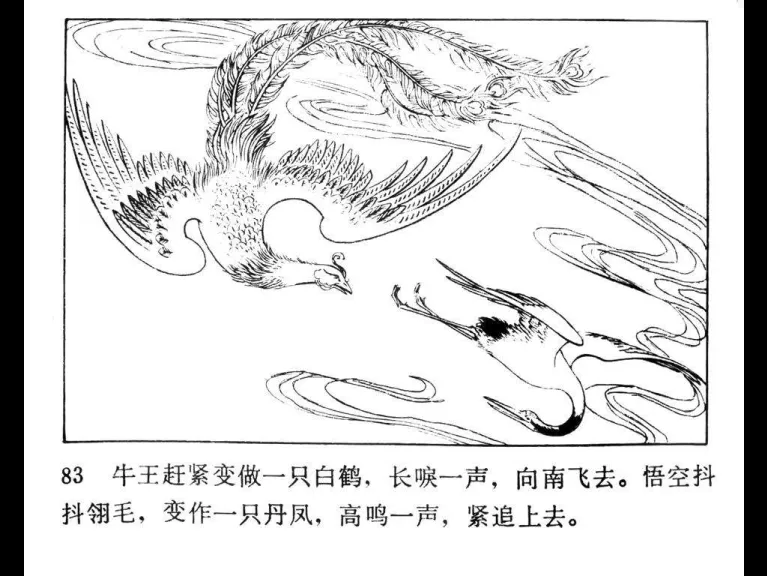 83 牛王赶紧变做一只白鹤，长唳一声，向南飞去。悟空抖
抖翎毛，变作一只丹凤，高鸣一声，紧追上去。